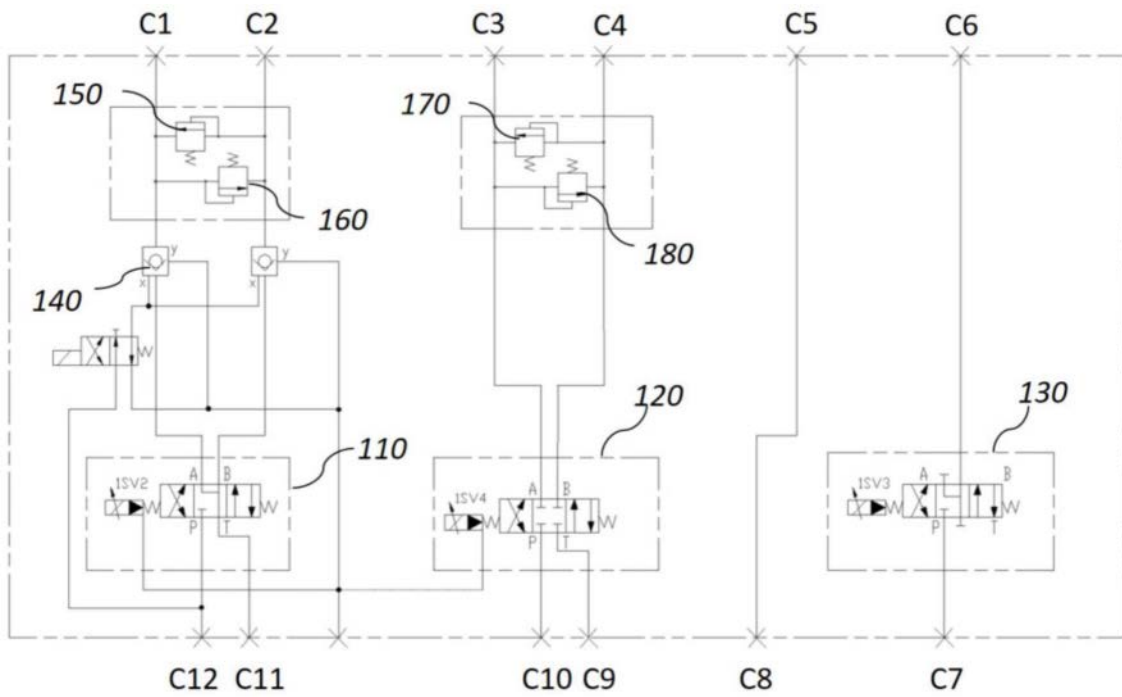 C1 C2 C3 C4 C5 C6
150
170
160
180
y y
x x
140
T
120
130
110
A B
A B
A B
1SV2
1SV4
1SV3
P T
P T
P T
C12 C11 C10 C9 C8 C7